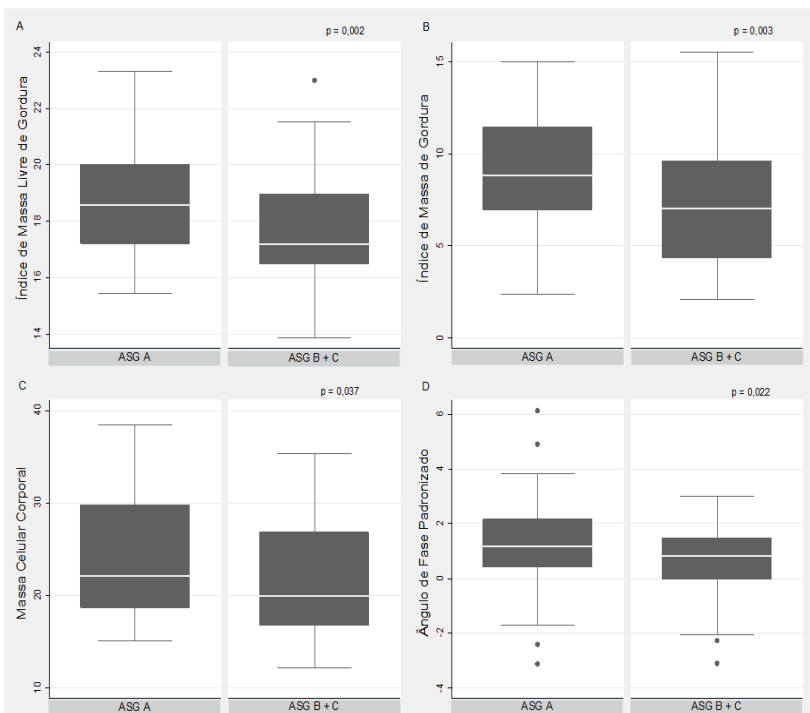 A
p = 0,002
Índice de Massa Livre de Gordura
24
22
20
18
16
14
ASG A
ASG B + C
B
p = 0,003
Índice de Massa de Gordura
15
10
5
0
ASG A
ASG B + C
C
p = 0,037
Massa Celular Corporal
40
30
20
10
ASG A
ASG B + C
D
p = 0,022
Ângulo de Fase Padronizado
6
4
2
0
-2
-4
ASG A
ASG B + C